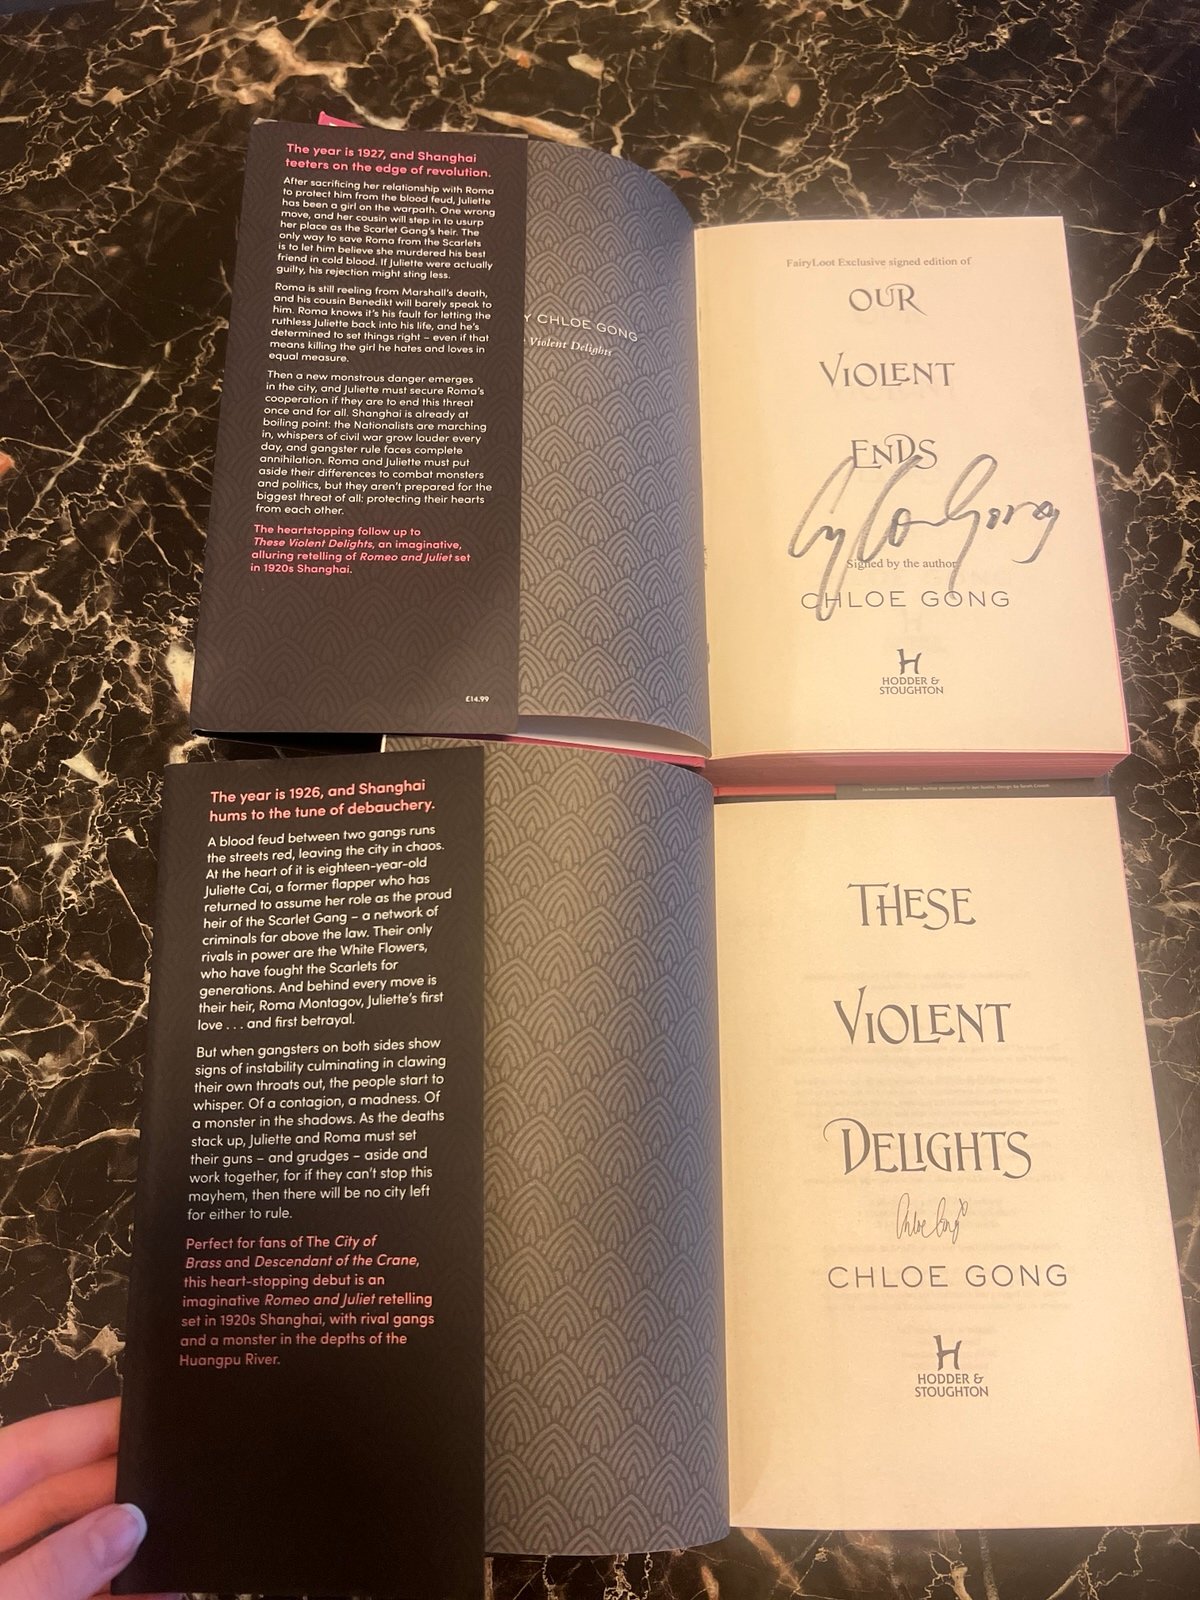 The year is 1927, and Shanghai
teeters on the edge of revolution.
After sacrificing her relationship with Roma
to protect him from the blood feud, Juliette
has been a girl on the warpath. One wrong
move, and her cousin will step in to usurp
her place as the Scarlet Gang's heir. The
only way to save Roma from the Scarlets
is to let him believe she murdered his best
friend in cold blood. If Juliette were actually
guilty, his rejection might sting less.
Roma is still reeling from Marshall's death,
and his cousin Benedikt will barely speak to
him. Roma knows it's his fault for letting the
ruthless Juliette back into his life, and he's
determined to set things right – even if that
means killing the girl he hates and loves in
equal measure.
Then a new monstrous danger emerges
in the city, and Juliette must secure Roma's
cooperation if they are to end this threat
once and for all. Shanghai is already at
boiling point: the Nationalists are marching
in, whispers of civil war grow louder every
day, and gangster rule faces complete
annihilation. Roma and Juliette must put
aside their differences to combat monsters
and politics, but they aren't prepared for the
biggest threat of all: protecting their hearts
from each other.
The heartstopping follow up to
These Violent Delights, an imaginative,
alluring retelling of Romeo and Juliet set
in 1920s Shanghai.
£14.99
Y CHLOE GONG
Violent Delights
FairyLoot Exclusive signed edition of
OUR
VIOLENT
ENDS
Signed by the author
CHLOE GONG
H
HODDER &
STOUGHTON
The year is 1926, and Shanghai
hums to the tune of debauchery.
A blood feud between two gangs runs
the streets red, leaving the city in chaos.
At the heart of it is eighteen-year-old
Juliette Cai, a former flapper who has
returned to assume her role as the proud
heir of the Scarlet Gang – a network of
criminals far above the law. Their only
rivals in power are the White Flowers,
who have fought the Scarlets for
generations. And behind every move is
their heir, Roma Montagov, Juliette's first
love . . . and first betrayal.
But when gangsters on both sides show
signs of instability culminating in clawing
their own throats out, the people start to
whisper. Of a contagion, a madness. Of
a monster in the shadows. As the deaths
stack up, Juliette and Roma must set
their guns – and grudges – aside and
work together, for if they can't stop this
mayhem, then there will be no city left
for either to rule.
Perfect for fans of The City of
Brass and Descendant of the Crane,
this heart-stopping debut is an
imaginative Romeo and Juliet retelling
set in 1920s Shanghai, with rival gangs
and a monster in the depths of the
Huangpu River.
THESE
VIOLENT
DELIGHTS
Chloe Gong
CHLOE GONG
H
HODDER &
STOUGHTON